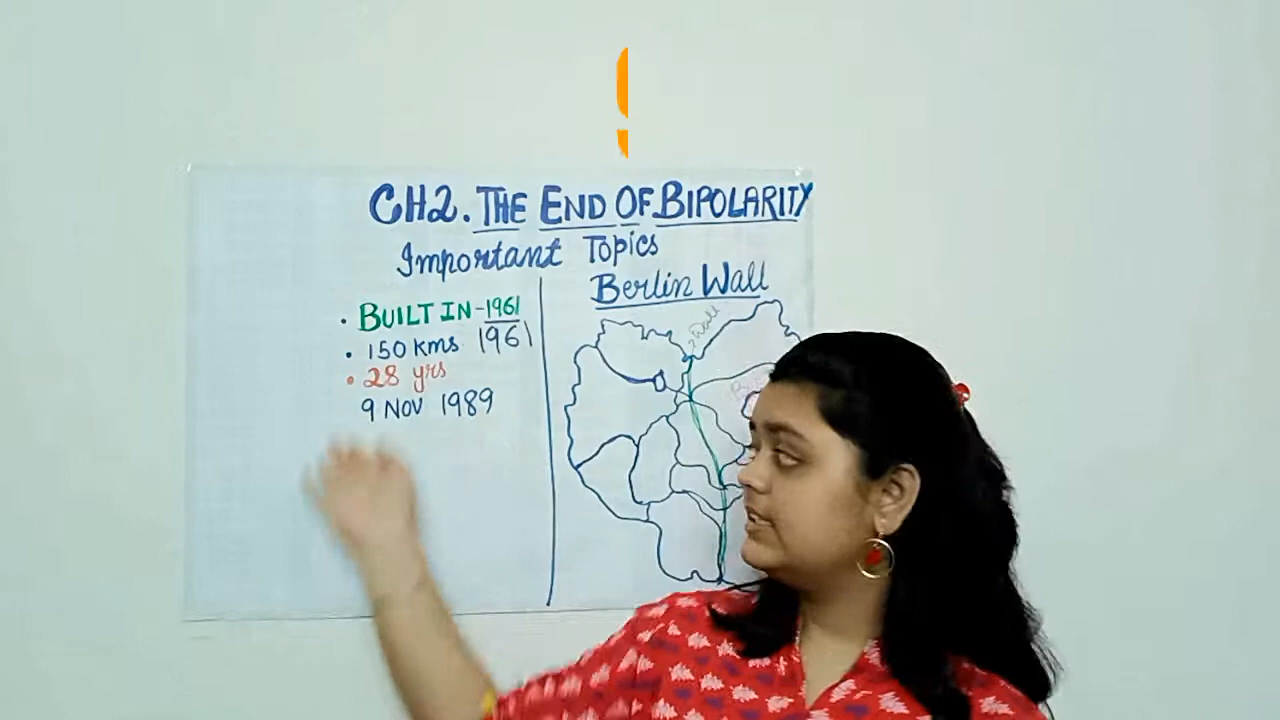 CH2. THE END OF BIPOLARITY
Important Topics
Berlin Wall
• BUILT IN - 1961
• 150 kms 1961
• 28 yrs
9 NOV 1989
Wall